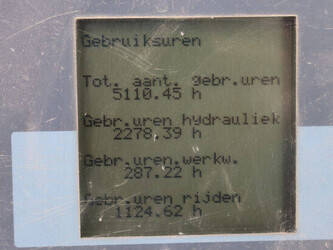 Gebruiksuren
Tot. aant. gebr.uren
5110.45 h
Gebr.uren hydrauliek
2278.39 h
Gebr.uren.werkw.
287.22 h
Gebr.uren rijden
1124.62 h